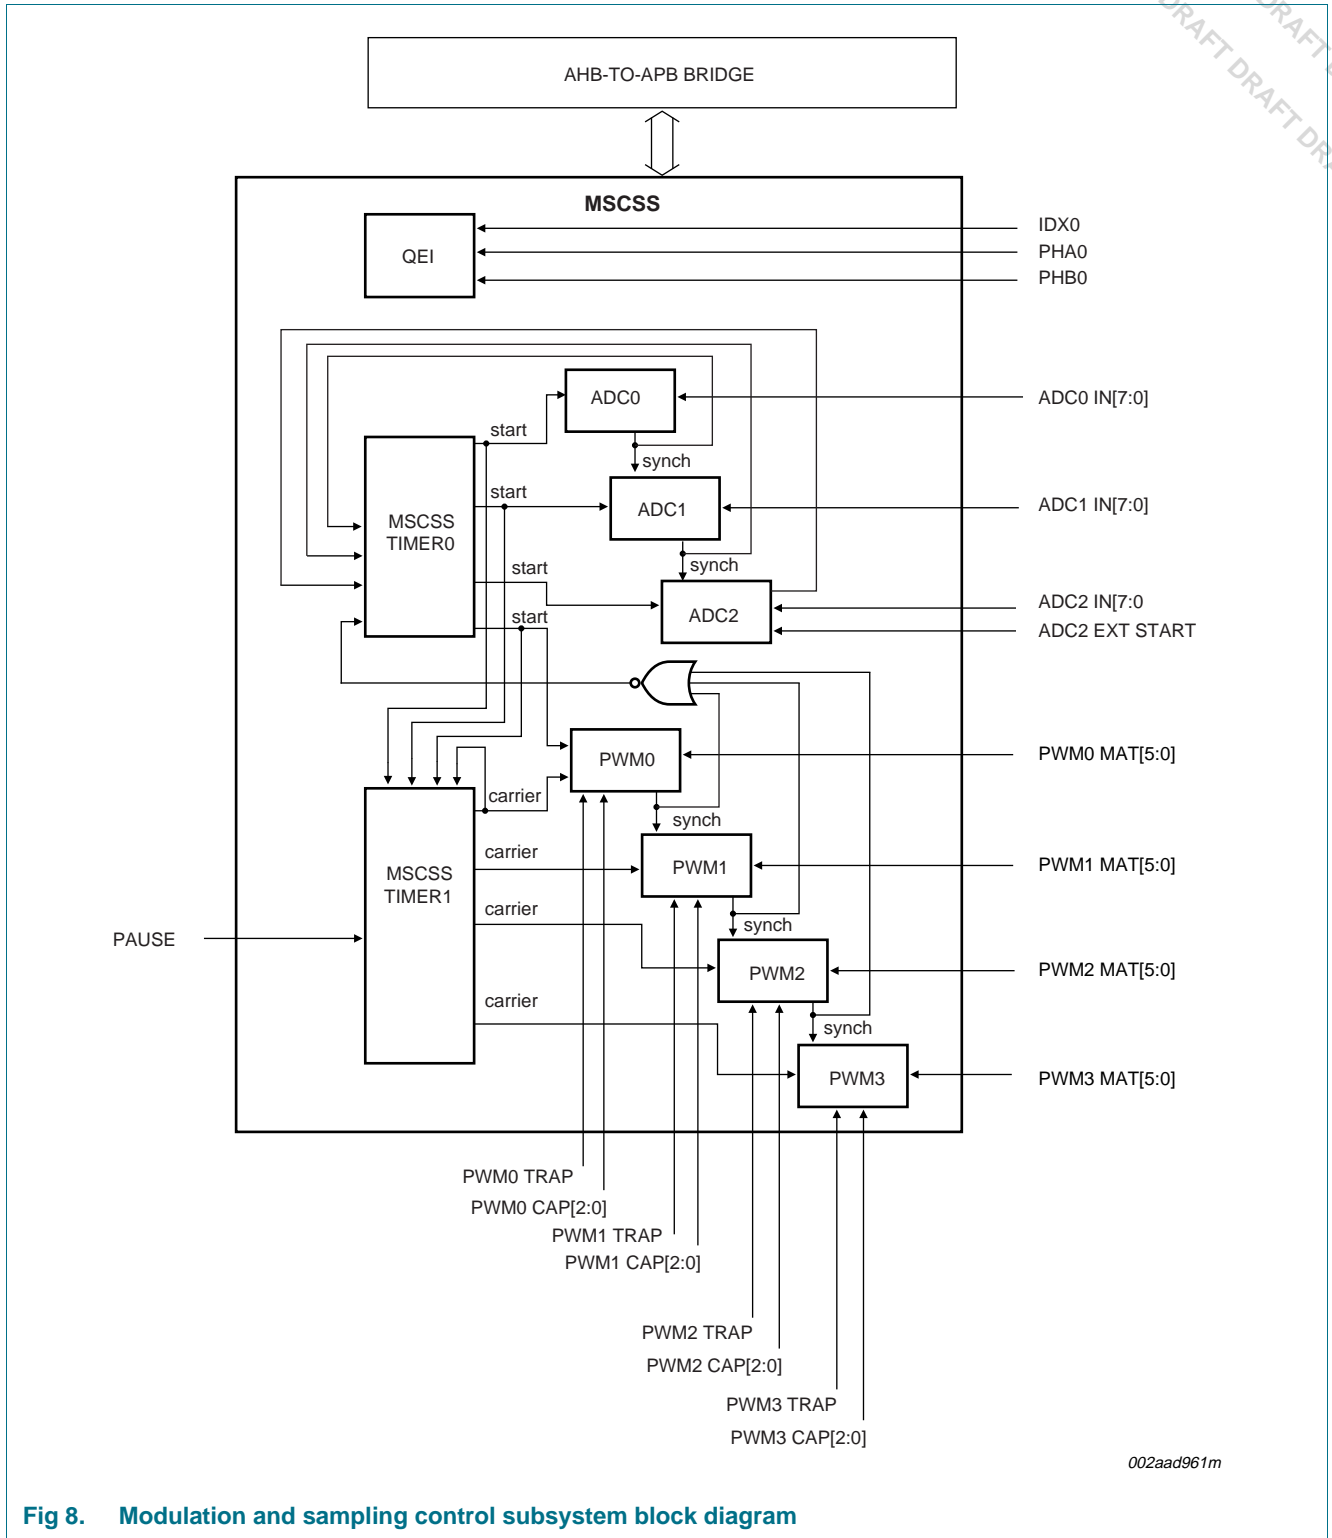 DRAFT DRAFT DRA
DRAFT D
AHB-TO-APB BRIDGE
MSCSS
QEI
IDX0
PHA0
PHB0
ADC0
ADC0 IN[7:0]
start
synch
start
ADC1
ADC1 IN[7:0]
MSCSS
TIMER0
synch
start
ADC2
ADC2 IN[7:0
start
ADC2 EXT START
PWM0
PWM0 MAT[5:0]
carrier
synch
carrier
PWM1
PWM1 MAT[5:0]
MSCSS
TIMER1
carrier
synch
PAUSE
PWM2
PWM2 MAT[5:0]
carrier
synch
PWM3
PWM3 MAT[5:0]
PWM0 TRAP
PWM0 CAP[2:0]
PWM1 TRAP
PWM1 CAP[2:0]
PWM2 TRAP
PWM2 CAP[2:0]
PWM3 TRAP
PWM3 CAP[2:0]
002aad961m
Fig 8. Modulation and sampling control subsystem block diagram